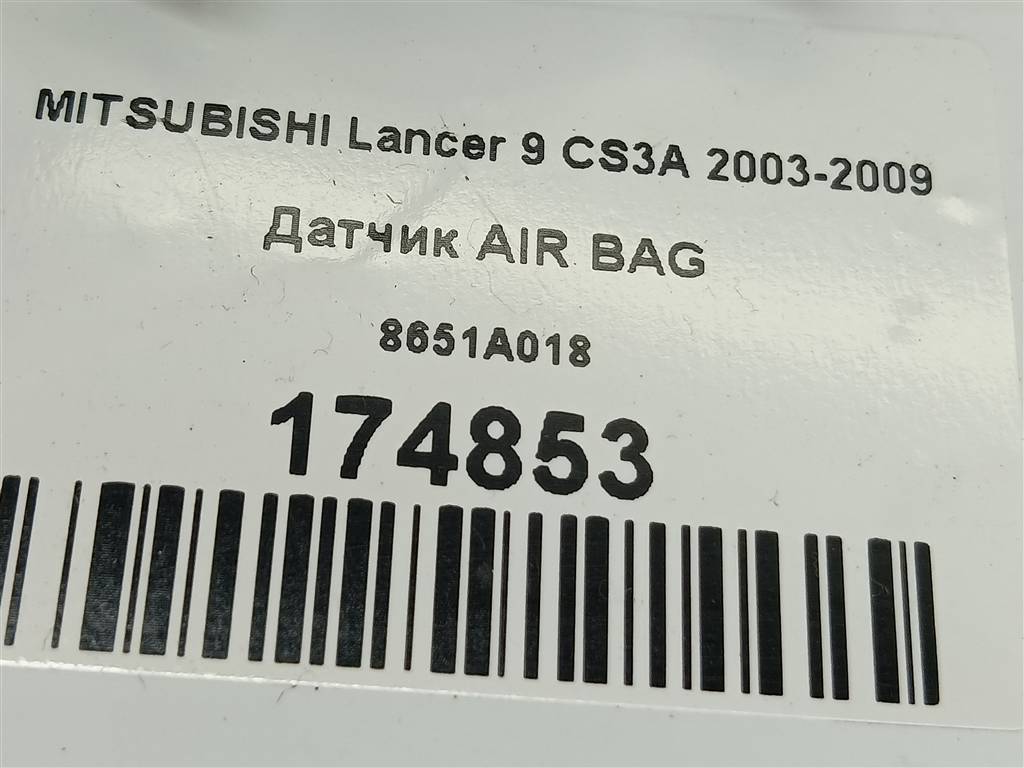 MITSUBISHI Lancer 9 CS3A 2003-2009
Датчик AIR BAG
8651A018
174853